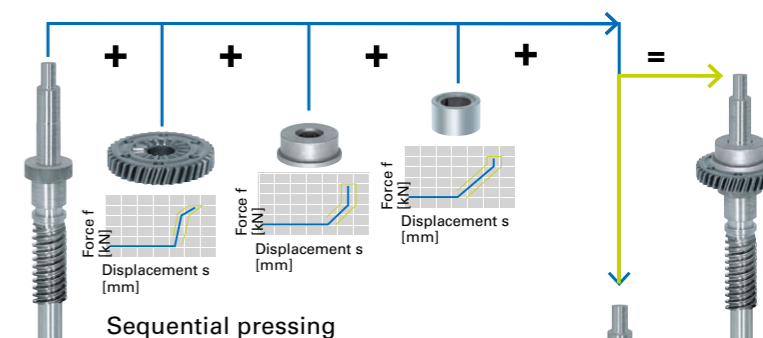 + + + + =
Force f
[kN]
Displacement s
[mm]
Force f
[kN]
Displacement s
[mm]
Force f
[kN]
Displacement s
[mm]
Sequential pressing